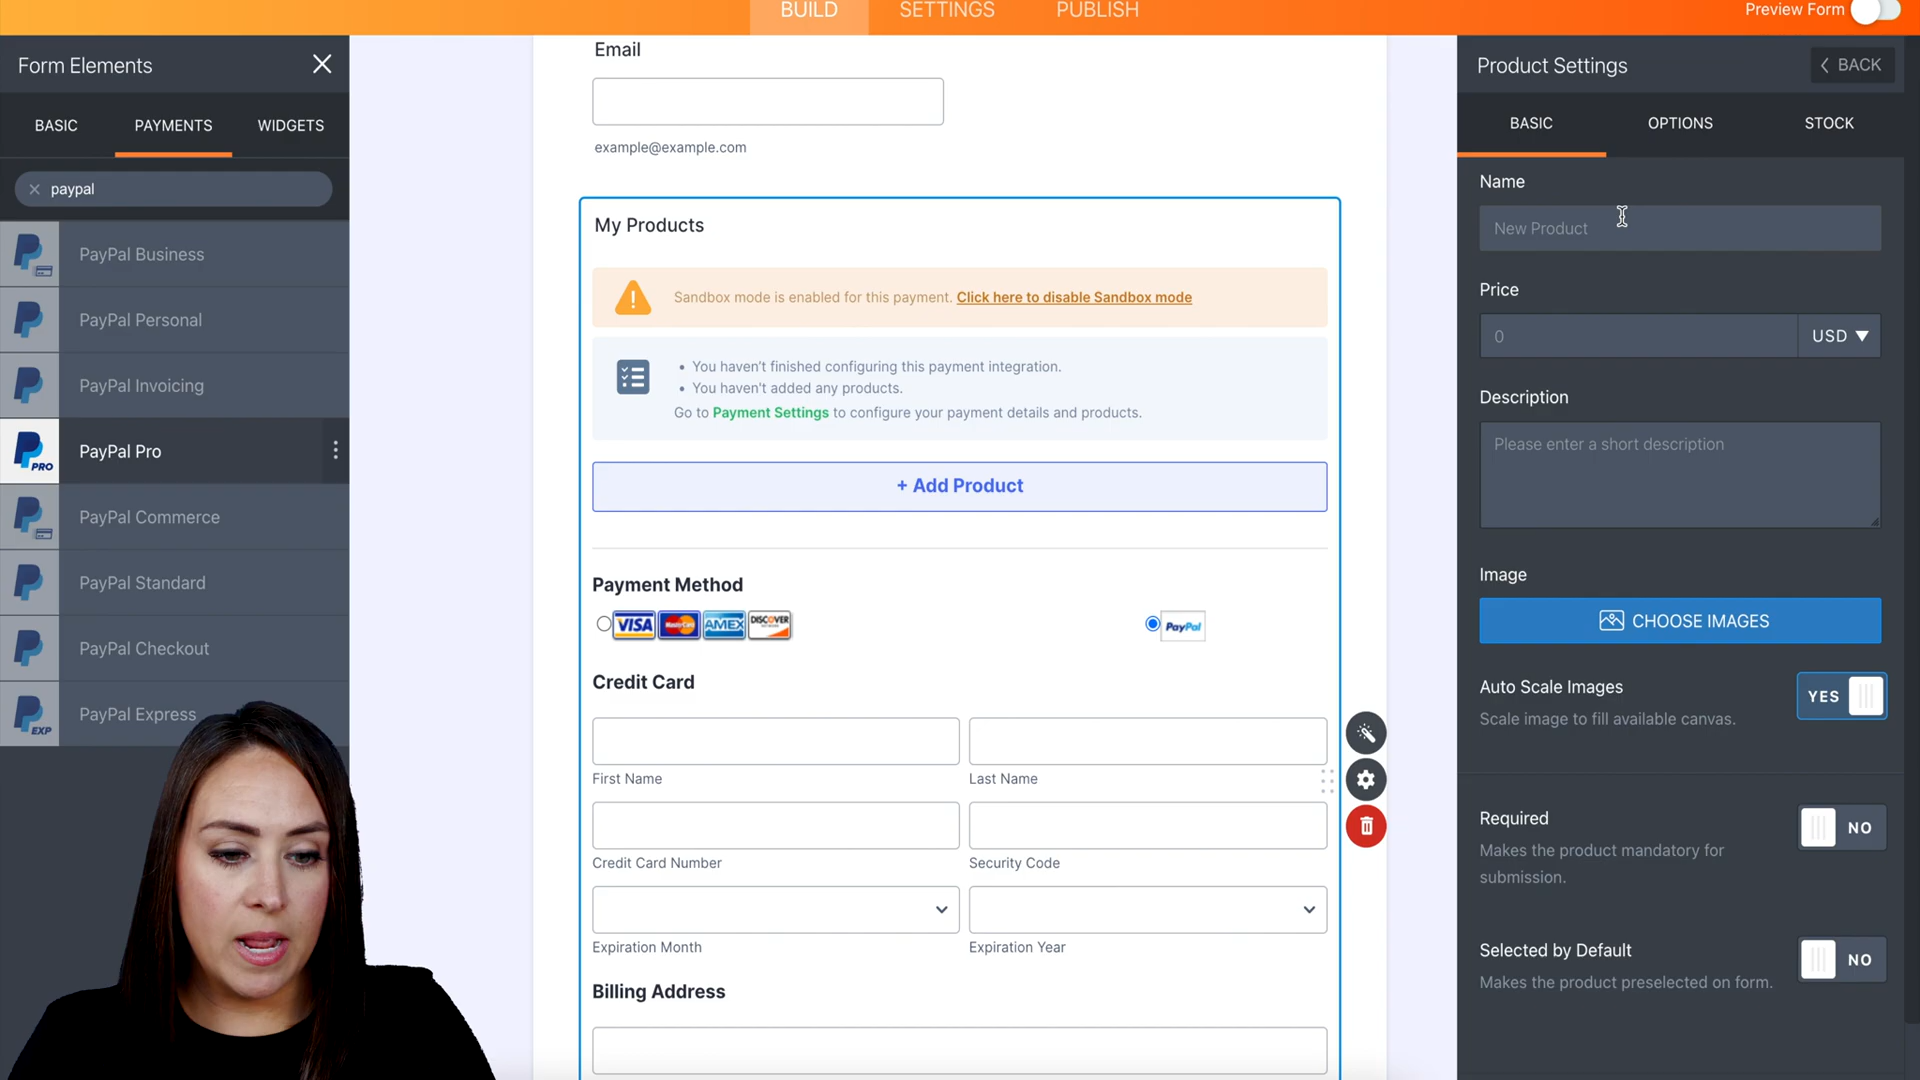 BUILD
SETTINGS
PUBLISH
Preview Form
Form Elements
BASIC
PAYMENTS
WIDGETS
paypal
PayPal Business
PayPal Personal
PayPal Invoicing
PRO
PayPal Pro
PayPal Commerce
PayPal Standard
PayPal Checkout
EXP
PayPal Express
Email
example@example.com
My Products
Sandbox mode is enabled for this payment. Click here to disable Sandbox mode
• You haven't finished configuring this payment integration.
• You haven't added any products.
Go to Payment Settings to configure your payment details and products.
+ Add Product
Payment Method
VISA
MasterCard
AMEX
DISCOVER
PayPal
Credit Card
First Name
Last Name
Credit Card Number
Security Code
Expiration Month
Expiration Year
Billing Address
Product Settings
BACK
BASIC
OPTIONS
STOCK
Name
New Product
Price
0
USD
Description
Please enter a short description
Image
CHOOSE IMAGES
Auto Scale Images
YES
Scale image to fill available canvas.
Required
NO
Makes the product mandatory for
submission.
Selected by Default
NO
Makes the product preselected on form.